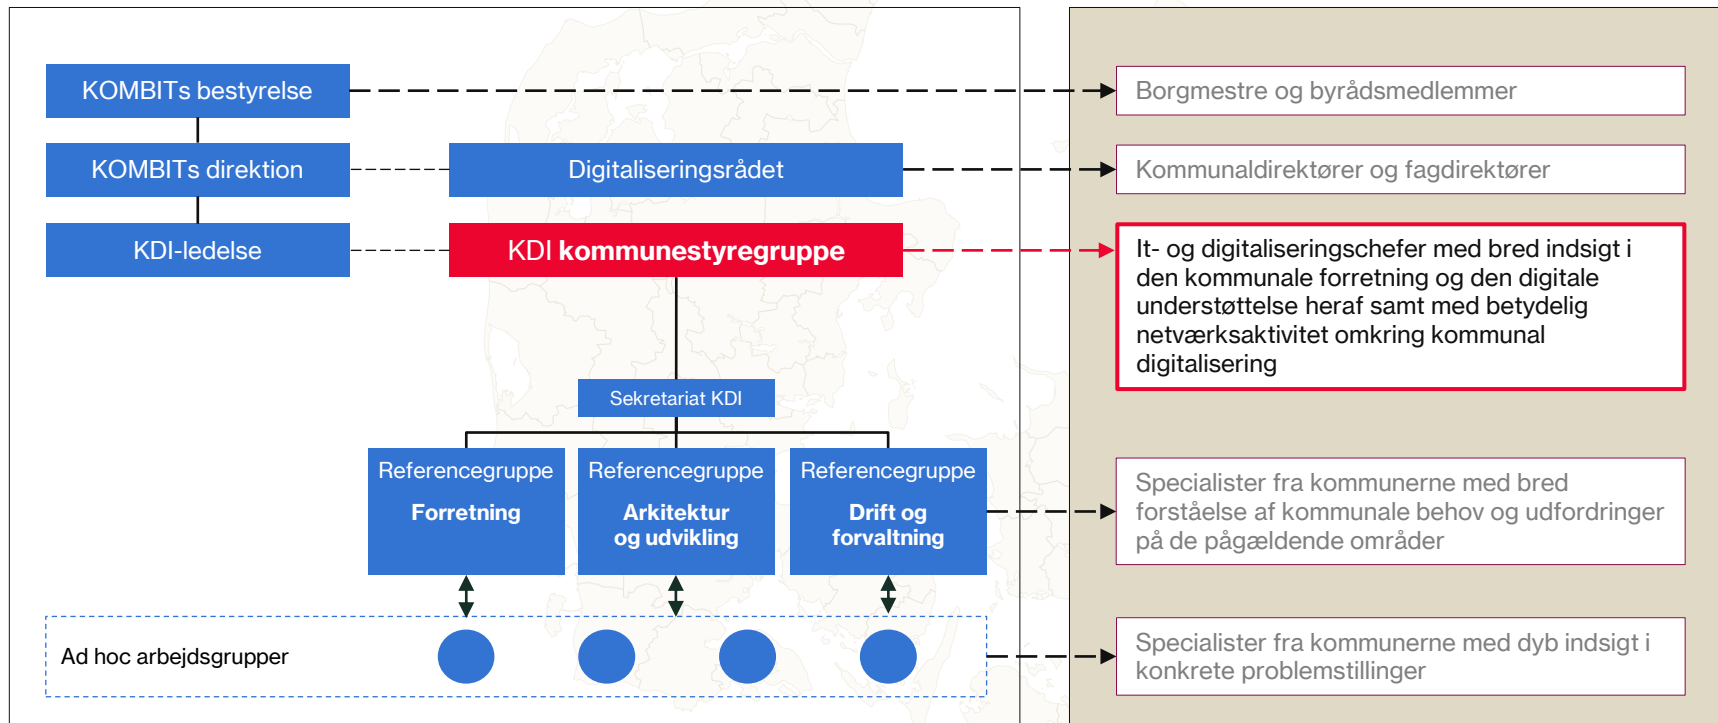 KOMBITs bestyrelse
Borgmestre og byrådsmedlemmer
KOMBITs direktion
Digitaliseringsrådet
Kommunaldirektører og fagdirektører
KDI-ledelse
KDI kommunestyregruppe
It- og digitaliseringschefer med bred indsigt i
den kommunale forretning og den digitale
understøttelse heraf samt med betydelig
netværksaktivitet omkring kommunal
digitalisering
Sekretariat KDI
Referencegruppe
Forretning
Referencegruppe
Arkitektur
og udvikling
Referencegruppe
Drift og
forvaltning
Specialister fra kommunerne med bred
forståelse af kommunale behov og udfordringer
på de pågældende områder
Ad hoc arbejdsgrupper
Specialister fra kommunerne med dyb indsigt i
konkrete problemstillinger